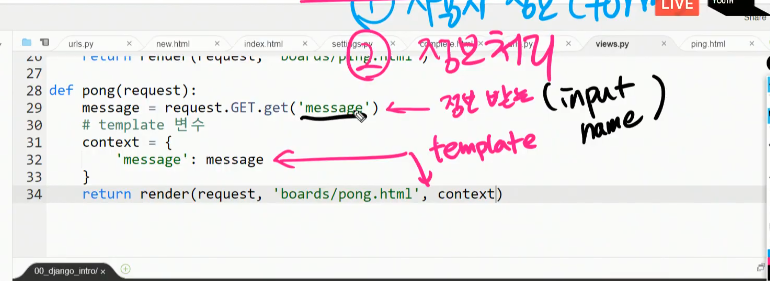 ① 사용자 정보 (form
LIVE
YOUTH
Share
urls.py × new.html × index.html × settings.py × views.py × ping.html ×
② 정보처리
26 return render(request, 'boards/ping.html')
27
28 def pong(request):
29 message = request.GET.get('message') ← 정보 받는 (input name)
30 # template 변수
31 context = {
32 'message': message ← template
33 }
34 return render(request, 'boards/pong.html', context)
00_django_intro/ ×